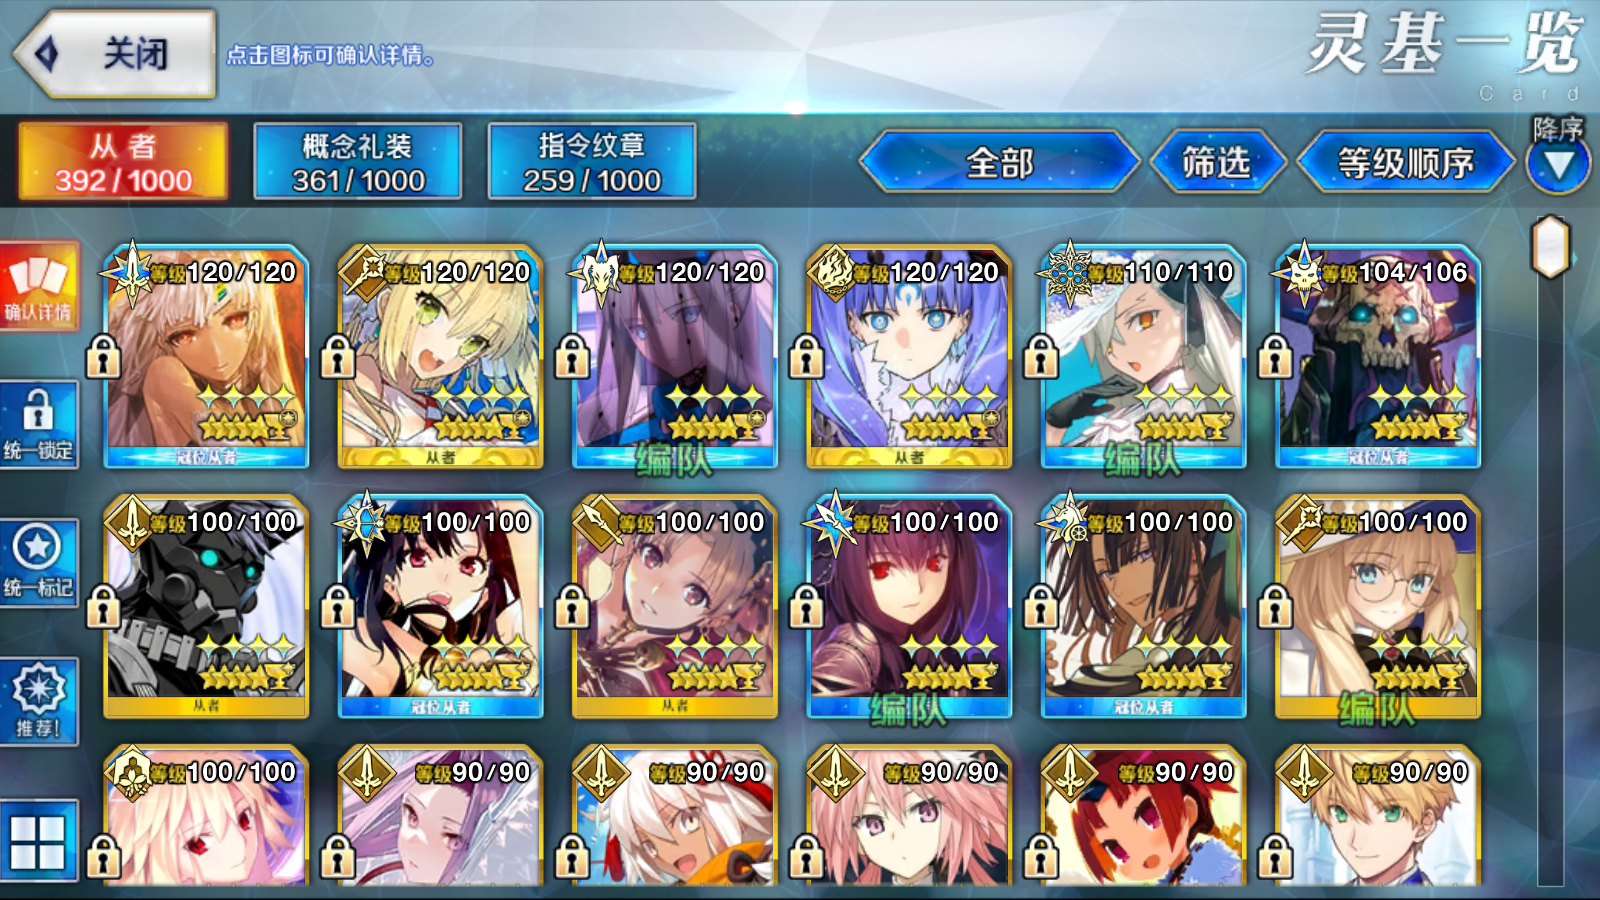 关闭
点击图标可确认详情。
灵基一览
Card
从者
392/1000
概念礼装
361/1000
指令纹章
259/1000
全部
筛选
等级顺序
降序
确认详情
统一锁定
统一标记
推荐!
等级120/120
冠位从者
等级120/120
从者
等级120/120
编队
等级120/120
从者
等级110/110
编队
等级104/106
冠位从者
等级100/100
从者
等级100/100
冠位从者
等级100/100
从者
等级100/100
编队
等级100/100
冠位从者
等级100/100
编队
等级100/100
等级90/90
等级90/90
等级90/90
等级90/90
等级90/90